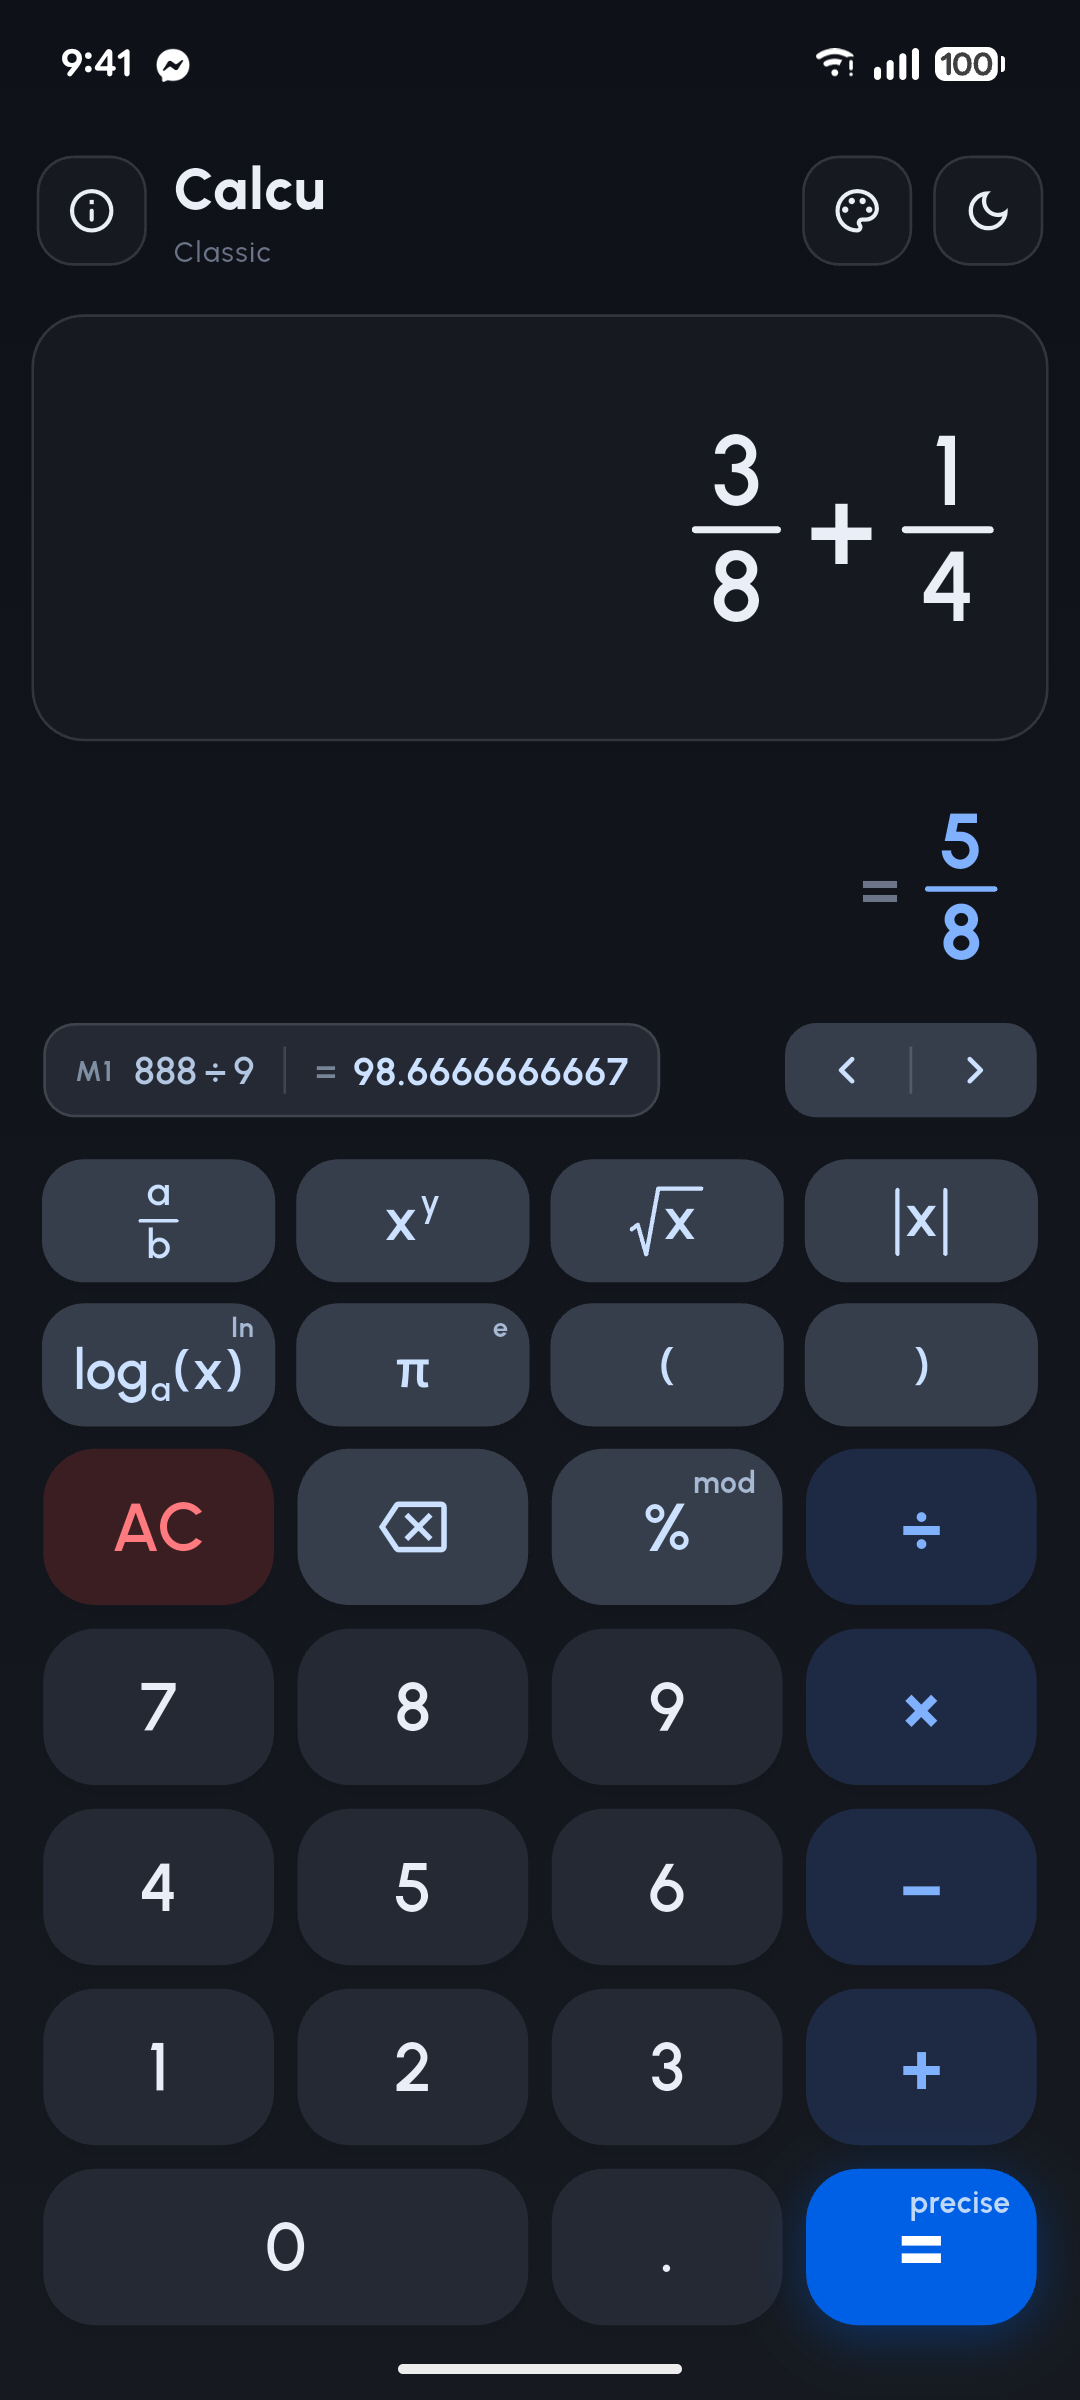 9:41 100
Calcu
Classic
3/8 + 1/4
= 5/8
M1 888÷9 = 98.6666666667
a/b x^y √x |x|
ln e
logₐ(x) π ( )
mod
AC % ÷
7 8 9 ×
4 5 6 −
1 2 3 +
precise
0 . =